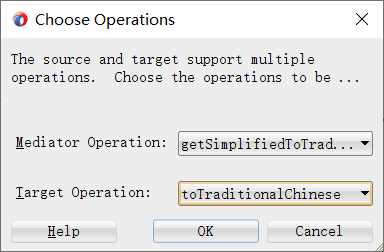 Choose Operations
The source and target support multiple
operations.  Choose the operations to be ...
Mediator Operation: getSimplifiedToTrad...
Target Operation: toTraditionalChinese
Help OK Cancel